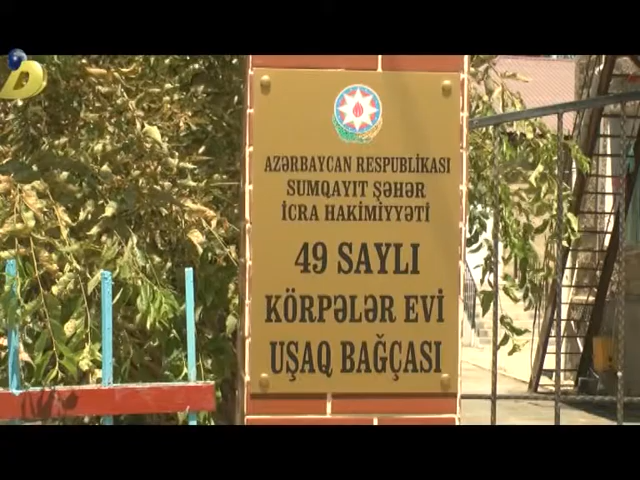 AZƏRBAYCAN RESPUBLİKASI
SUMQAYIT ŞƏHƏR
İCRA HAKİMİYYƏTİ
49 SAYLI
KÖRPƏLƏR EVİ
UŞAQ BAĞÇASI